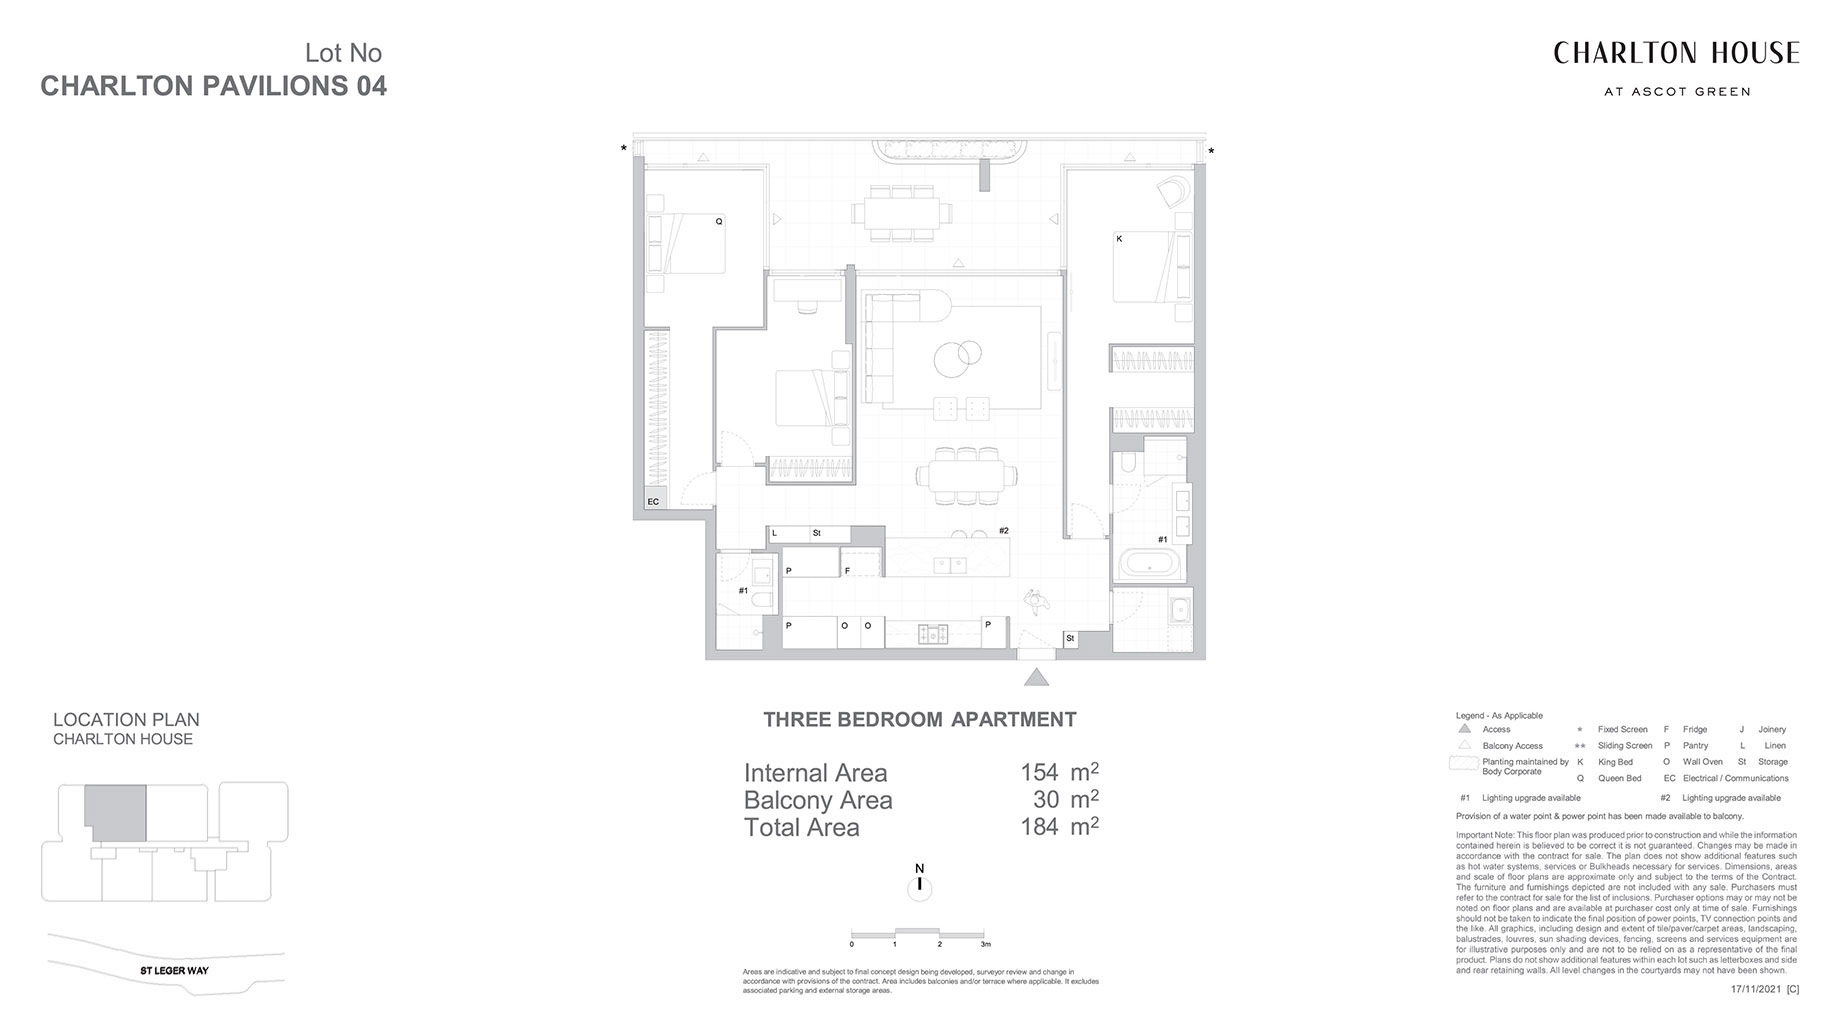 Lot No
CHARLTON PAVILIONS 04
CHARLTON HOUSE
AT ASCOT GREEN
*
*
Q
K
EC
L
St
#2
#1
P
F
#1
P
O
O
P
St
LOCATION PLAN
CHARLTON HOUSE
ST LEGER WAY
THREE BEDROOM APARTMENT
Internal Area 154 m²
Balcony Area 30 m²
Total Area 184 m²
N
0 1 2 3m
Areas are indicative and subject to final concept design being developed, surveyor review and change in
accordance with provisions of the contract. Area includes balconies and/or terrace where applicable. It excludes
associated parking and external storage areas.
Legend - As Applicable
Access * Fixed Screen F Fridge J Joinery
Balcony Access ** Sliding Screen P Pantry L Linen
Planting maintained by K King Bed O Wall Oven St Storage
Body Corporate Q Queen Bed EC Electrical / Communications
#1 Lighting upgrade available #2 Lighting upgrade available
Provision of a water point & power point has been made available to balcony.
Important Note: This floor plan was produced prior to construction and while the information
contained herein is believed to be correct it is not guaranteed. Changes may be made in
accordance with the contract for sale. The plan does not show additional features such
as hot water systems, services or Bulkheads necessary for services. Dimensions, areas
and scale of floor plans are approximate only and subject to the terms of the Contract.
The furniture and furnishings depicted are not included with any sale. Purchasers must
refer to the contract for sale for the list of inclusions. Purchaser options may or may not be
noted on floor plans and are available at purchaser cost only at time of sale. Furnishings
should not be taken to indicate the final position of power points, TV connection points and
the like. All graphics, including design and extent of tile/paver/carpet areas, landscaping,
balustrades, louvres, sun shading devices, fencing, screens and services equipment are
for illustrative purposes only and are not to be relied on as a representative of the final
product. Plans do not show additional features within each lot such as letterboxes and side
and rear retaining walls. All level changes in the courtyards may not have been shown.
17/11/2021 [C]